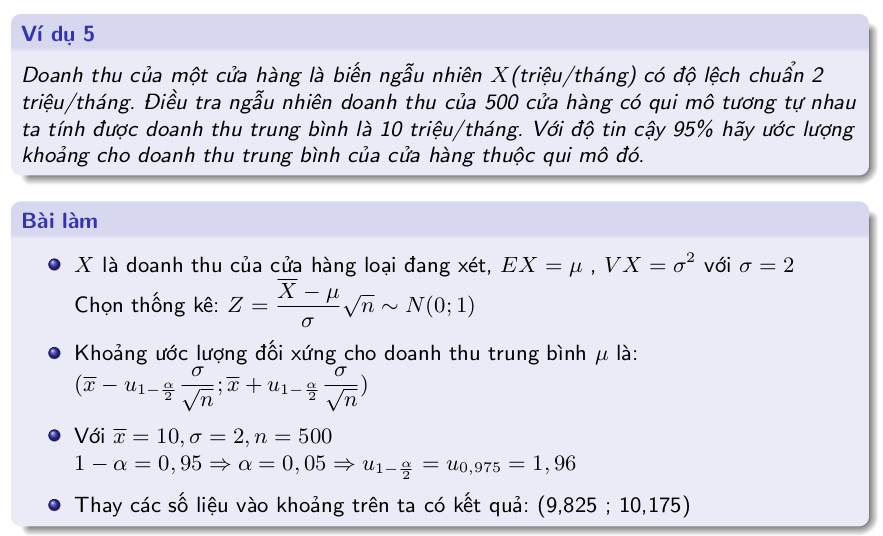 Ví dụ 5
Doanh thu của một cửa hàng là biến ngẫu nhiên X(triệu/tháng) có độ lệch chuẩn 2
triệu/tháng. Điều tra ngẫu nhiên doanh thu của 500 cửa hàng có qui mô tương tự nhau
ta tính được doanh thu trung bình là 10 triệu/tháng. Với độ tin cậy 95% hãy ước lượng
khoảng cho doanh thu trung bình của cửa hàng thuộc qui mô đó.
Bài làm
X là doanh thu của cửa hàng loại đang xét, $EX = \mu$ , $VX = \sigma^2$ với $\sigma = 2$
Chọn thống kê: $Z = \dfrac{\overline{X} - \mu}{\sigma}\sqrt{n} \sim N(0; 1)$
Khoảng ước lượng đối xứng cho doanh thu trung bình $\mu$ là:
$(\overline{x} - u_{1-\frac{\alpha}{2}}\dfrac{\sigma}{\sqrt{n}}; \overline{x} + u_{1-\frac{\alpha}{2}}\dfrac{\sigma}{\sqrt{n}})$
Với $\overline{x} = 10, \sigma = 2, n = 500$
$1 - \alpha = 0, 95 \Rightarrow \alpha = 0, 05 \Rightarrow u_{1-\frac{\alpha}{2}} = u_{0,975} = 1, 96$
Thay các số liệu vào khoảng trên ta có kết quả: (9,825 ; 10,175)